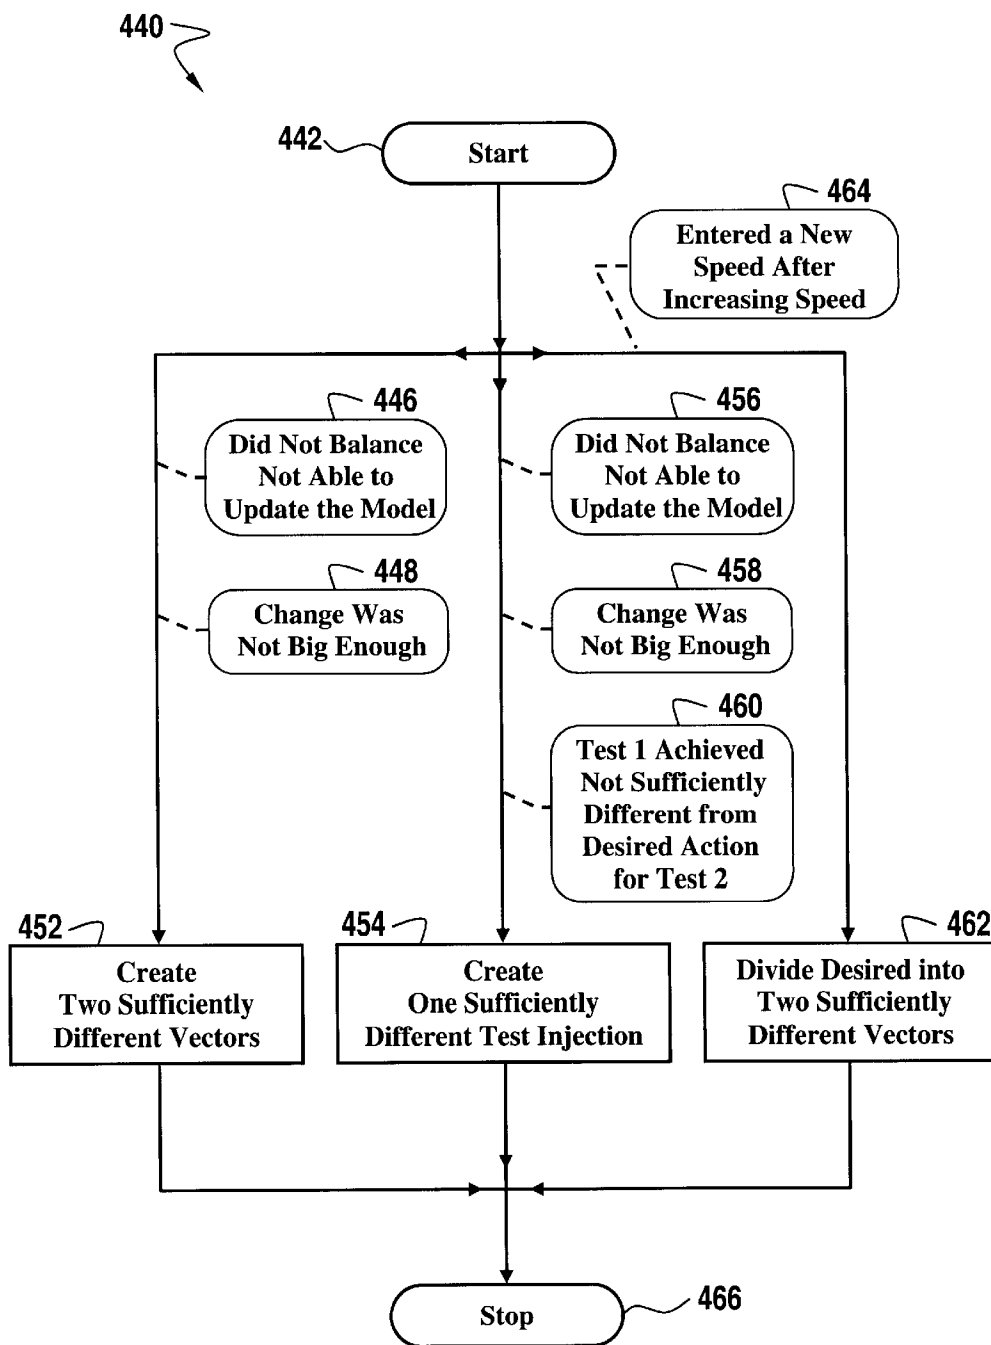 440
442
Start
464
Entered a New
Speed After
Increasing Speed
446
Did Not Balance
Not Able to
Update the Model
456
Did Not Balance
Not Able to
Update the Model
448
Change Was
Not Big Enough
458
Change Was
Not Big Enough
460
Test 1 Achieved
Not Sufficiently
Different from
Desired Action
for Test 2
452
Create
Two Sufficiently
Different Vectors
454
Create
One Sufficiently
Different Test Injection
462
Divide Desired into
Two Sufficiently
Different Vectors
Stop
466